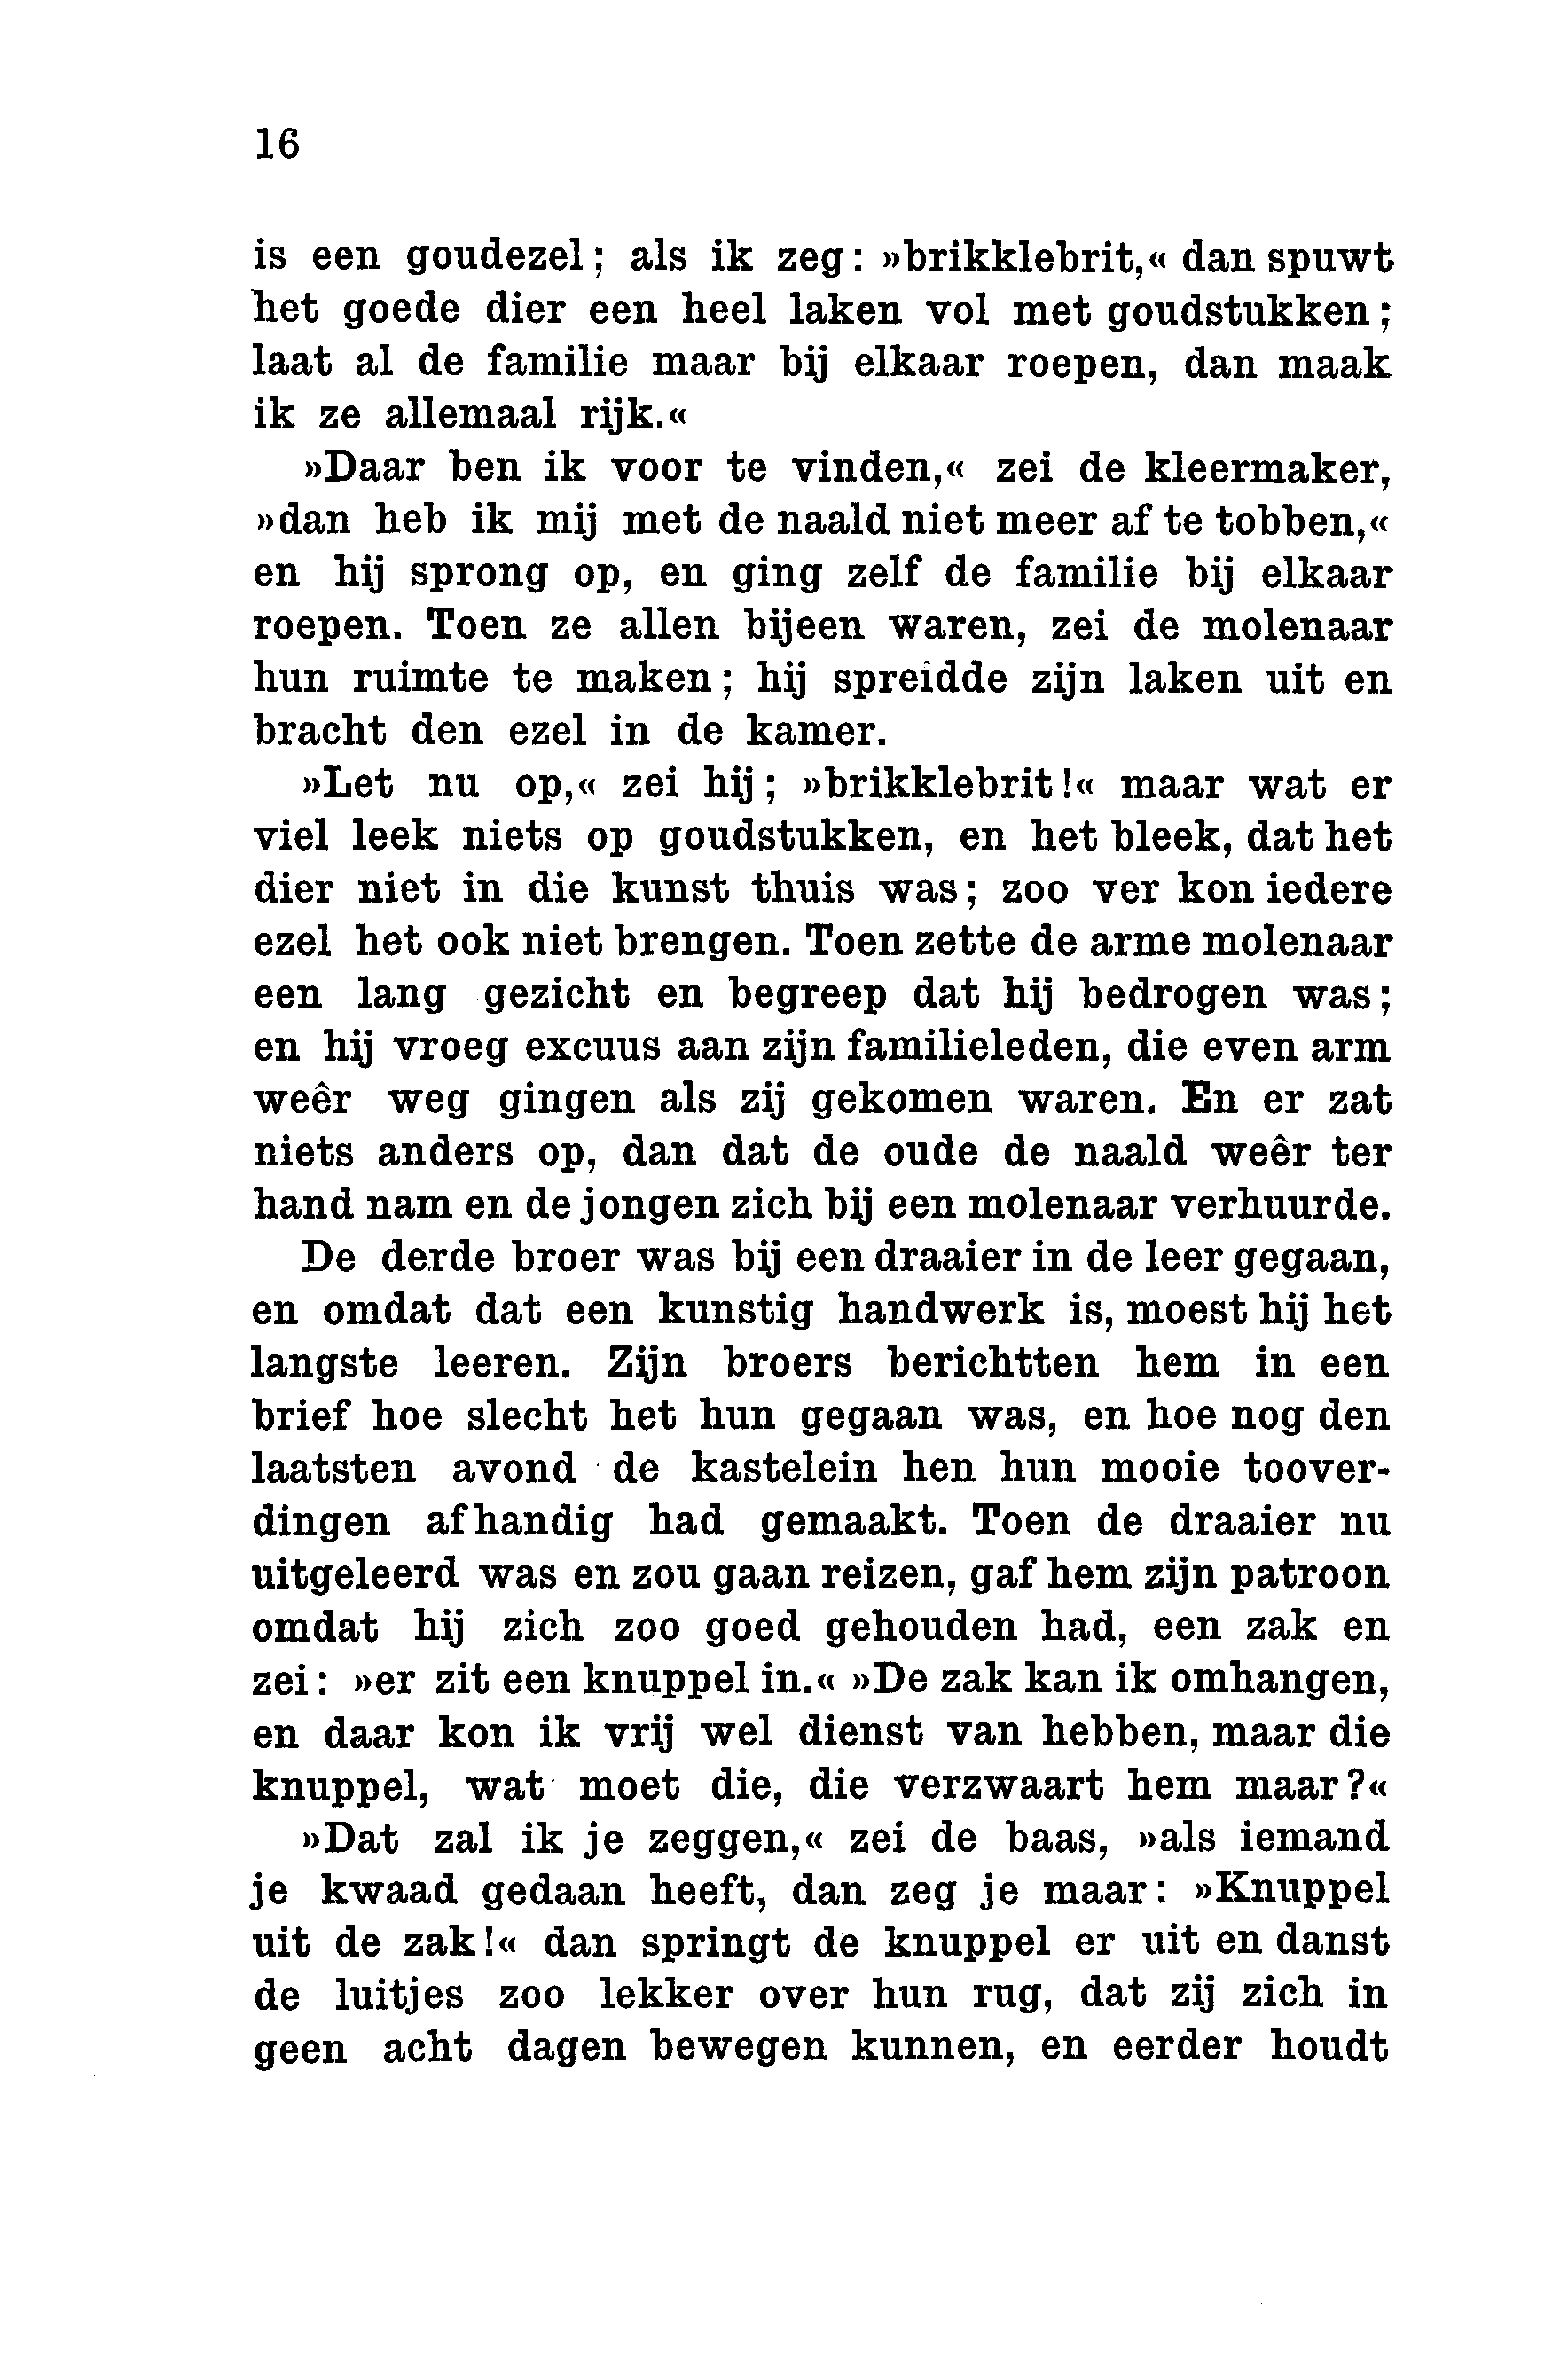 16
is een goudezel; als ik zeg: »brikklebrit,« dan spuwt
het goede dier een heel laken vol met goudstukken;
laat al de familie maar bij elkaar roepen, dan maak
ik ze allemaal rijk.«
»Daar ben ik voor te vinden,« zei de kleermaker,
»dan heb ik mij met de naald niet meer af te tobben,«
en hij sprong op, en ging zelf de familie bij elkaar
roepen. Toen ze allen bijeen waren, zei de molenaar
hun ruimte te maken; hij spreidde zijn laken uit en
bracht den ezel in de kamer.
»Let nu op,« zei hij; »brikklebrit!« maar wat er
viel leek niets op goudstukken, en het bleek, dat het
dier niet in die kunst thuis was; zoo ver kon iedere
ezel het ook niet brengen. Toen zette de arme molenaar
een lang gezicht en begreep dat hij bedrogen was;
en hij vroeg excuus aan zijn familieleden, die even arm
weêr weg gingen als zij gekomen waren. En er zat
niets anders op, dan dat de oude de naald weêr ter
hand nam en de jongen zich bij een molenaar verhuurde.
De derde broer was bij een draaier in de leer gegaan,
en omdat dat een kunstig handwerk is, moest hij het
langste leeren. Zijn broers berichtten hem in een
brief hoe slecht het hun gegaan was, en hoe nog den
laatsten avond de kastelein hen hun mooie toover-
dingen afhandig had gemaakt. Toen de draaier nu
uitgeleerd was en zou gaan reizen, gaf hem zijn patroon
omdat hij zich zoo goed gehouden had, een zak en
zei: »er zit een knuppel in.« »De zak kan ik omhangen,
en daar kon ik vrij wel dienst van hebben, maar die
knuppel, wat moet die, die verzwaart hem maar?«
»Dat zal ik je zeggen,« zei de baas, »als iemand
je kwaad gedaan heeft, dan zeg je maar: »Knuppel
uit de zak!« dan springt de knuppel er uit en danst
de luitjes zoo lekker over hun rug, dat zij zich in
geen acht dagen bewegen kunnen, en eerder houdt